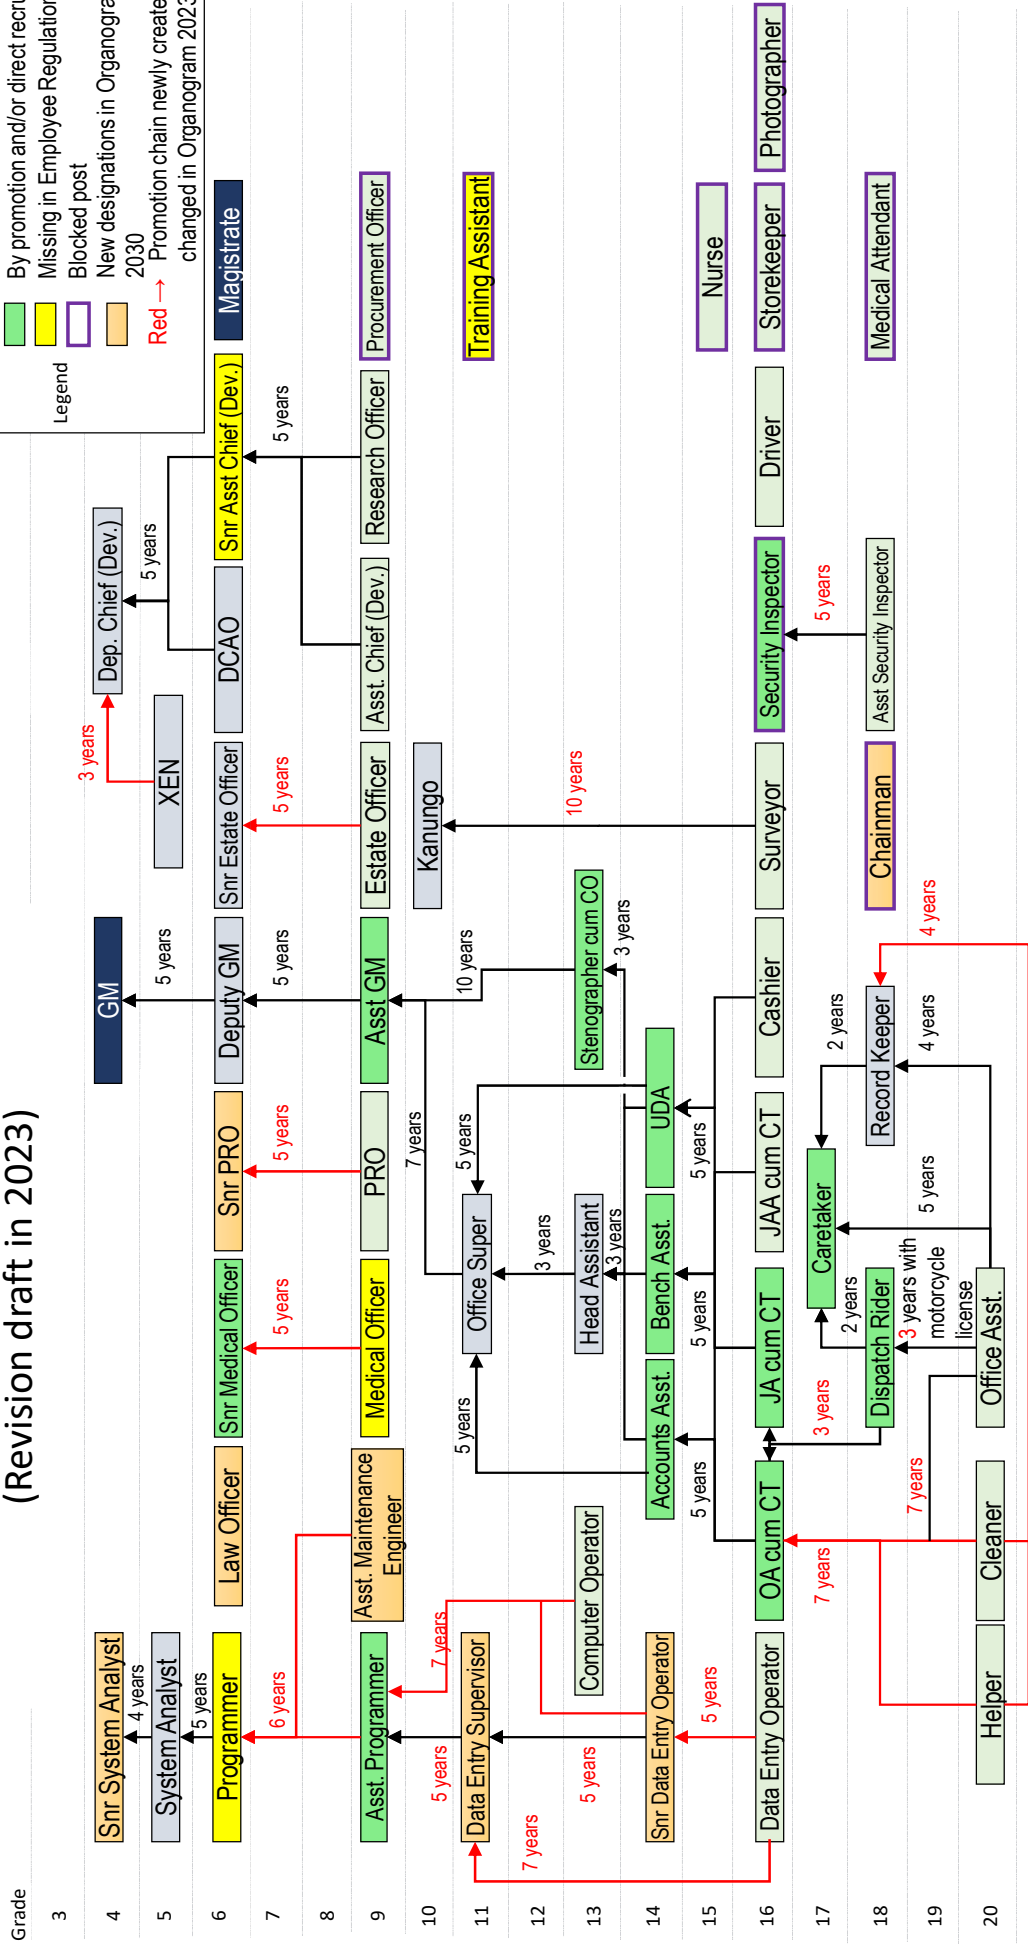 (Revision draft in 2023)
Legend
By promotion and/or direct recru
Missing in Employee Regulation
Blocked post
New designations in Organogra
2030
Red → Promotion chain newly create
changed in Organogram 2023
Grade
3
4
Snr System Analyst
GM
3 years
Dep. Chief (Dev.)
4 years
5 years
5 years
5
System Analyst
XEN
5 years
6
Programmer
Law Officer
Snr Medical Officer
Snr PRO
Deputy GM
Snr Estate Officer
DCAO
Snr Asst Chief (Dev.)
Magistrate
7
6 years
5 years
5 years
5 years
5 years
5 years
8
9
Asst. Programmer
Asst. Maintenance
Engineer
Medical Officer
PRO
Asst GM
Estate Officer
Asst. Chief (Dev.)
Research Officer
Procurement Officer
10
5 years
7 years
7 years
10 years
Kanungo
11
Data Entry Supervisor
5 years
Office Super
5 years
Training Assistant
12
7 years
3 years
13
5 years
Computer Operator
Head Assistant
Stenographer cum CO
10 years
3 years
3 years
14
Snr Data Entry Operator
Accounts Asst.
Bench Asst.
UDA
15
5 years
5 years
5 years
5 years
Nurse
16
Data Entry Operator
OA cum CT
JA cum CT
JAA cum CT
Cashier
Surveyor
Security Inspector
Driver
Storekeeper
Photographer
17
7 years
3 years
2 years
Caretaker
2 years
5 years
18
Dispatch Rider
Record Keeper
Chainman
Asst Security Inspector
Medical Attendant
19
7 years
3 years with
motorcycle
license
5 years
4 years
4 years
20
Helper
Cleaner
Office Asst.